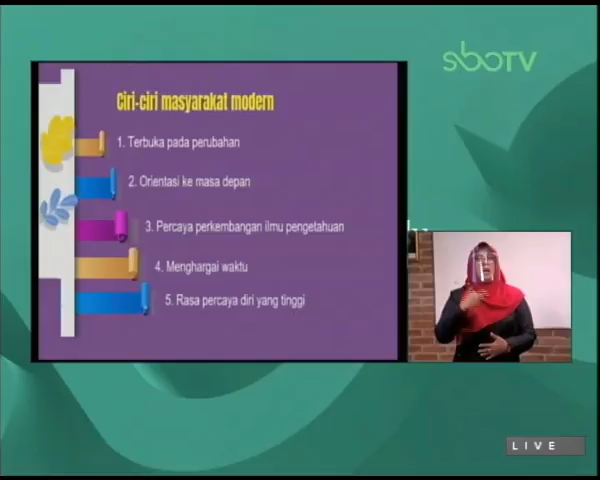 sbOTV
Ciri-ciri masyarakat modern
1. Terbuka pada perubahan
2. Orientasi ke masa depan
3. Percaya perkembangan ilmu pengetahuan
4. Menghargai waktu
5. Rasa percaya diri yang tinggi
LIVE